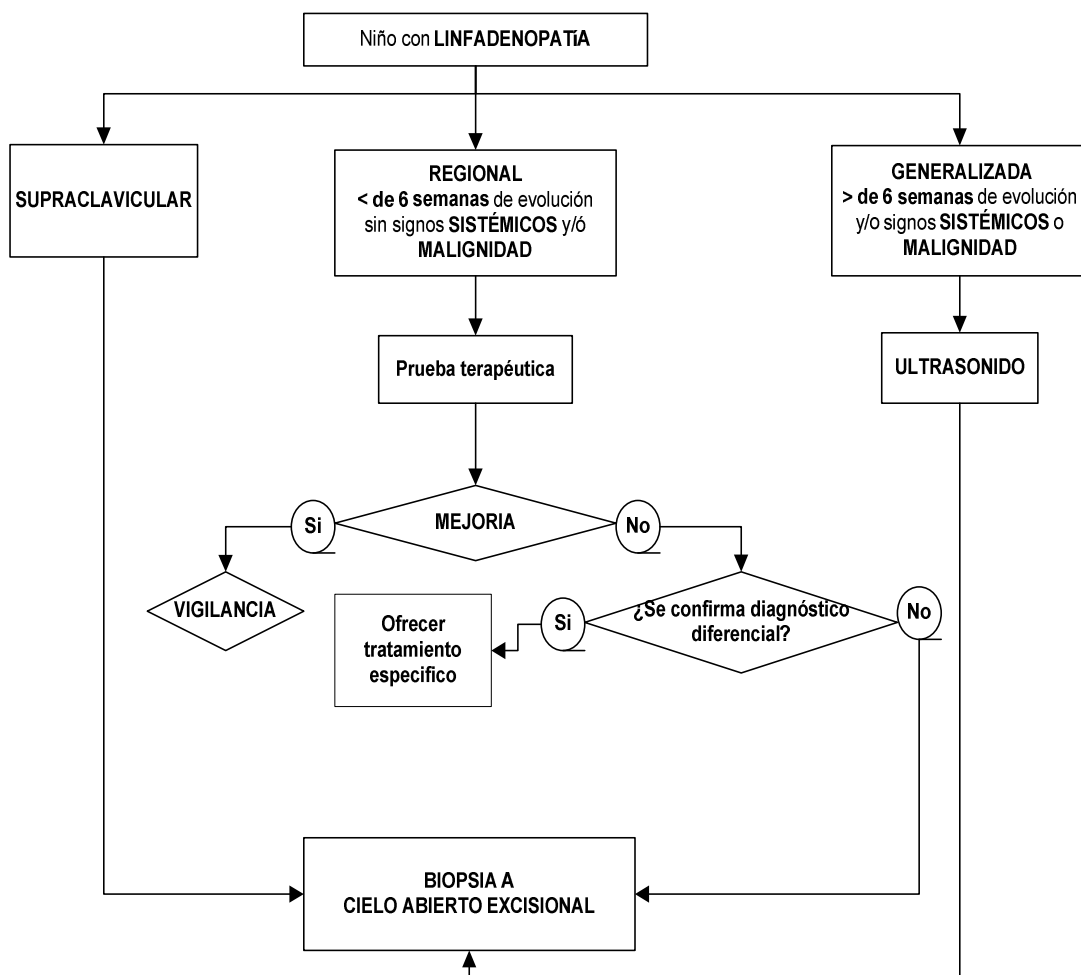 Niño con LINFADENOPATíA
SUPRACLAVICULAR
REGIONAL
< de 6 semanas de evolución
sin signos SISTÉMICOS y/ó
MALIGNIDAD
GENERALIZADA
> de 6 semanas de evolución
y/o signos SISTÉMICOS o
MALIGNIDAD
Prueba terapéutica
ULTRASONIDO
Si
MEJORIA
No
VIGILANCIA
Ofrecer
tratamiento
especifico
Si
¿Se confirma diagnóstico
diferencial?
No
BIOPSIA A
CIELO ABIERTO EXCISIONAL